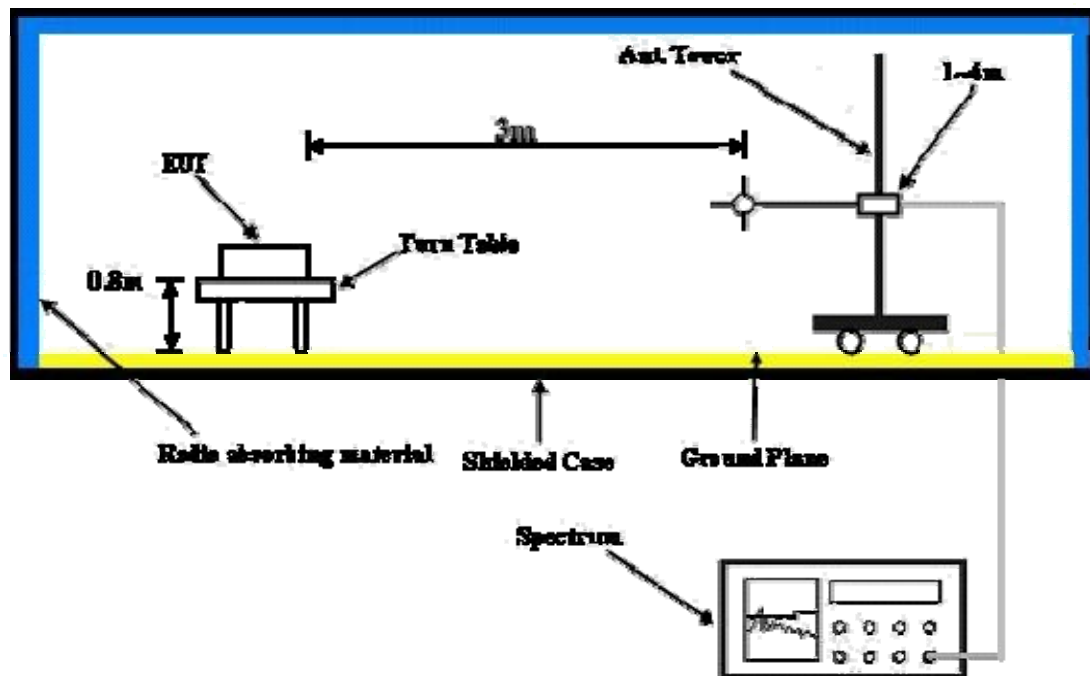 Ant. Tower
1~4m
3m
EUT
Turn Table
0.8m
Radio absorbing material
Shielded Case
Ground Plane
Spectrum